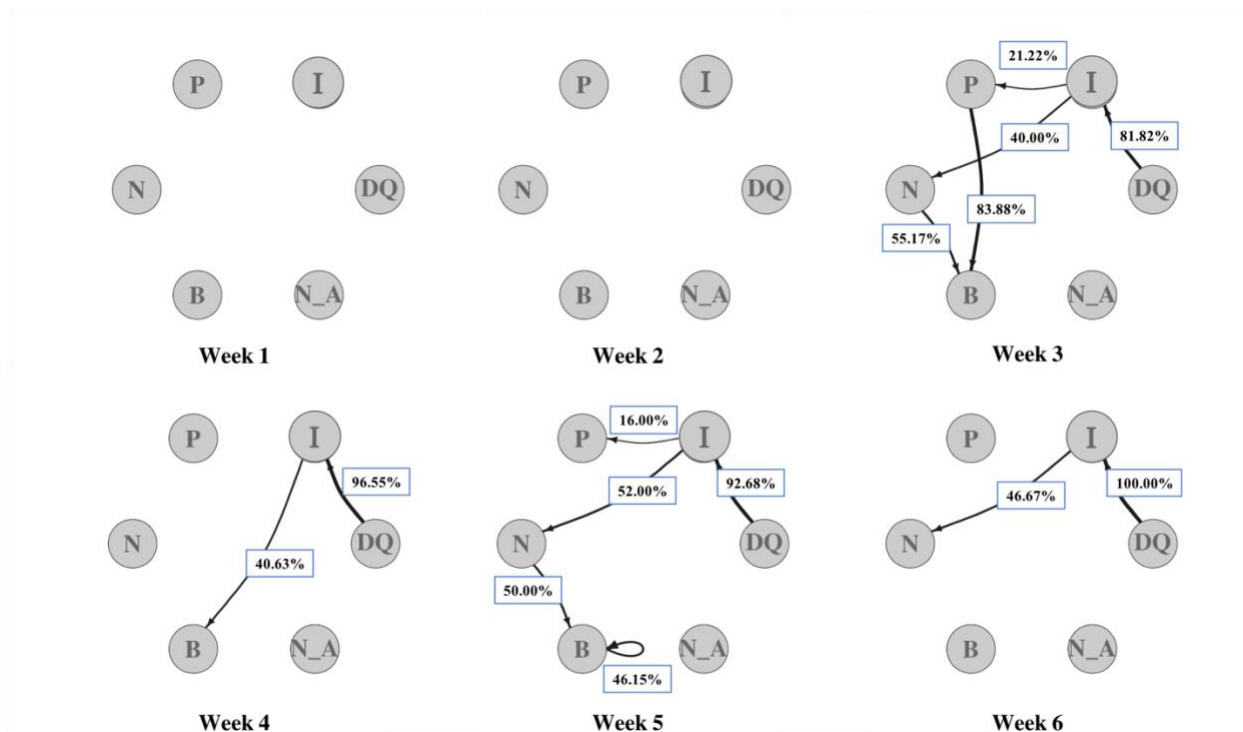 P
I
N
DQ
B
N_A
Week 1
P
I
N
DQ
B
N_A
Week 2
21.22%
P
I
40.00%
81.82%
N
DQ
83.88%
55.17%
B
N_A
Week 3
P
I
96.55%
N
DQ
40.63%
B
N_A
Week 4
16.00%
P
I
52.00%
92.68%
N
DQ
50.00%
B
N_A
46.15%
Week 5
P
I
46.67%
100.00%
N
DQ
B
N_A
Week 6